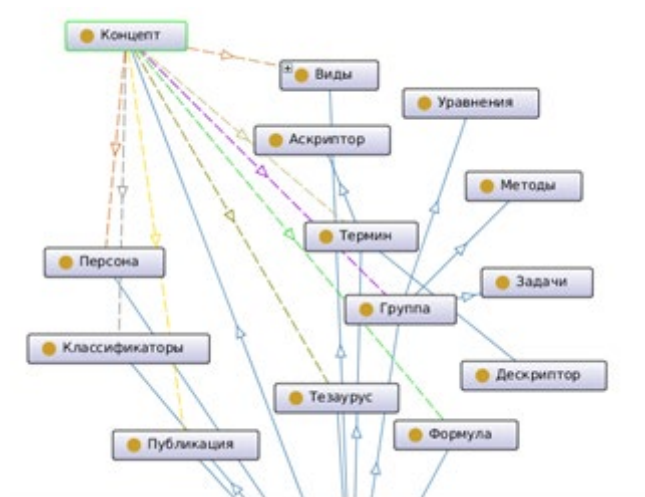 Концепт
Виды
Уравнения
Аскриптор
Методы
Термин
Персона
Задачи
Группа
Классификаторы
Дескриптор
Тезаурус
Формула
Публикация